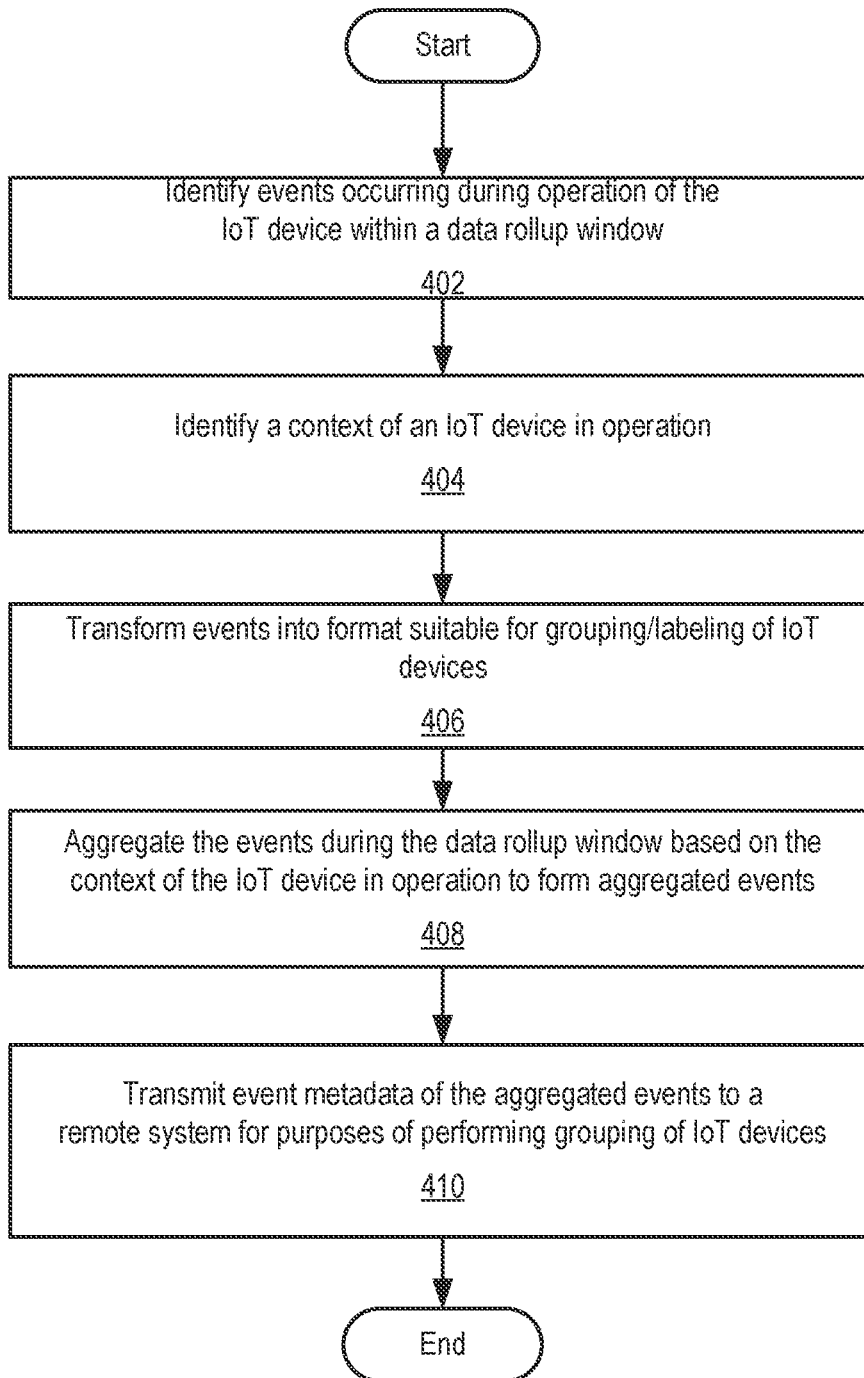 Start
Identify events occurring during operation of the
IoT device within a data rollup window
402
Identify a context of an IoT device in operation
404
Transform events into format suitable for grouping/labeling of IoT
devices
406
Aggregate the events during the data rollup window based on the
context of the IoT device in operation to form aggregated events
408
Transmit event metadata of the aggregated events to a
remote system for purposes of performing grouping of IoT devices
410
End